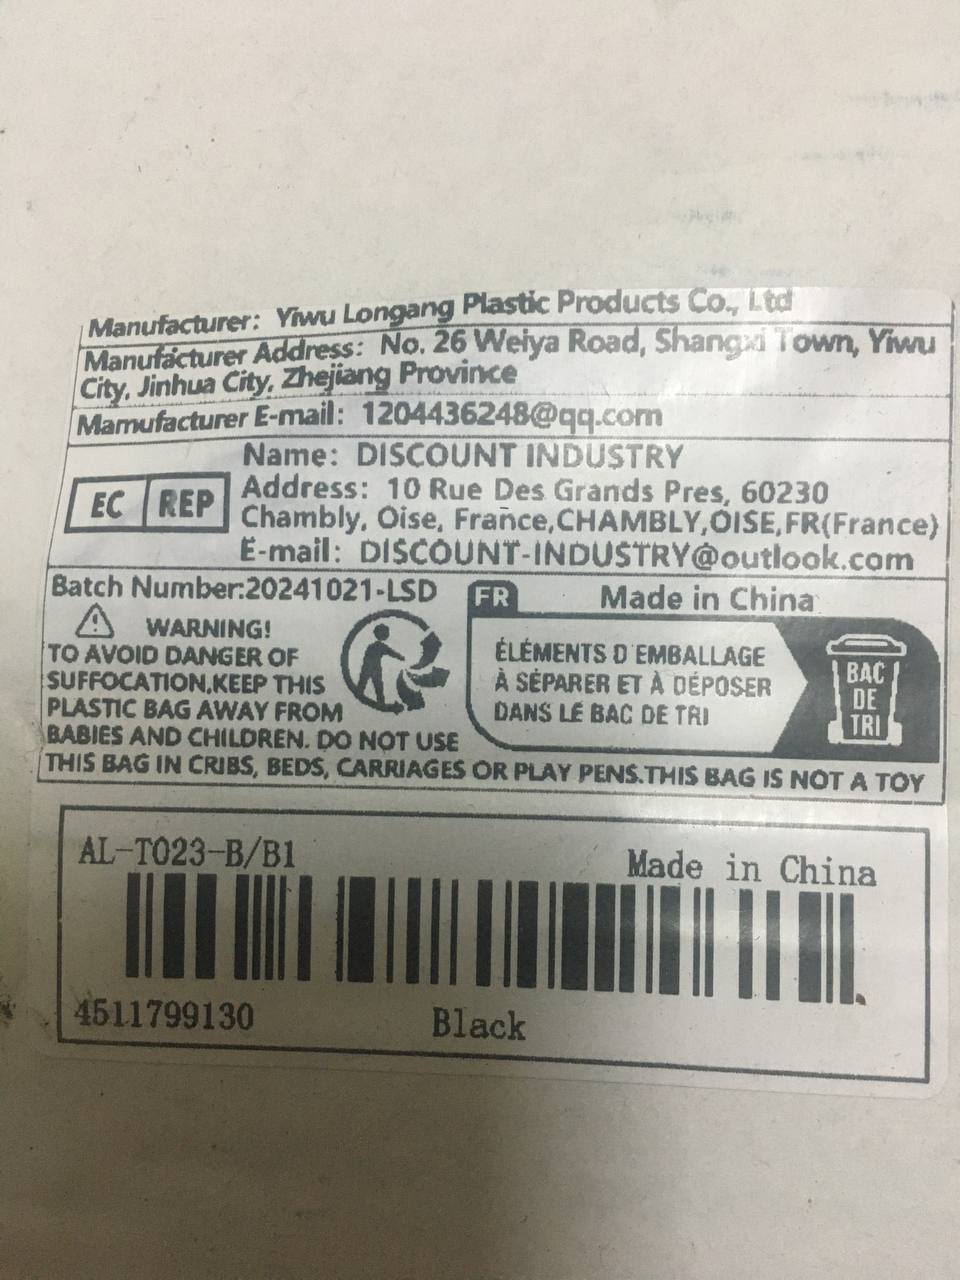 Manufacturer: Yiwu Longang Plastic Products Co., Ltd
Manufacturer Address: No. 26 Weiya Road, Shangxi Town, Yiwu
City, Jinhua City, Zhejiang Province
Mamufacturer E-mail: 1204436248@qq.com
EC REP
Name: DISCOUNT INDUSTRY
Address: 10 Rue Des Grands Pres, 60230
Chambly, Oise, France,CHAMBLY,OISE,FR(France)
E-mail: DISCOUNT-INDUSTRY@outlook.com
Batch Number:20241021-LSD
WARNING!
TO AVOID DANGER OF
SUFFOCATION,KEEP THIS
PLASTIC BAG AWAY FROM
BABIES AND CHILDREN. DO NOT USE
THIS BAG IN CRIBS, BEDS, CARRIAGES OR PLAY PENS.THIS BAG IS NOT A TOY
FR
Made in China
ÉLÉMENTS D'EMBALLAGE
À SÉPARER ET À DÉPOSER
DANS LE BAC DE TRI
BAC
DE
TRI
AL-T023-B/B1
Made in China
4511799130
Black